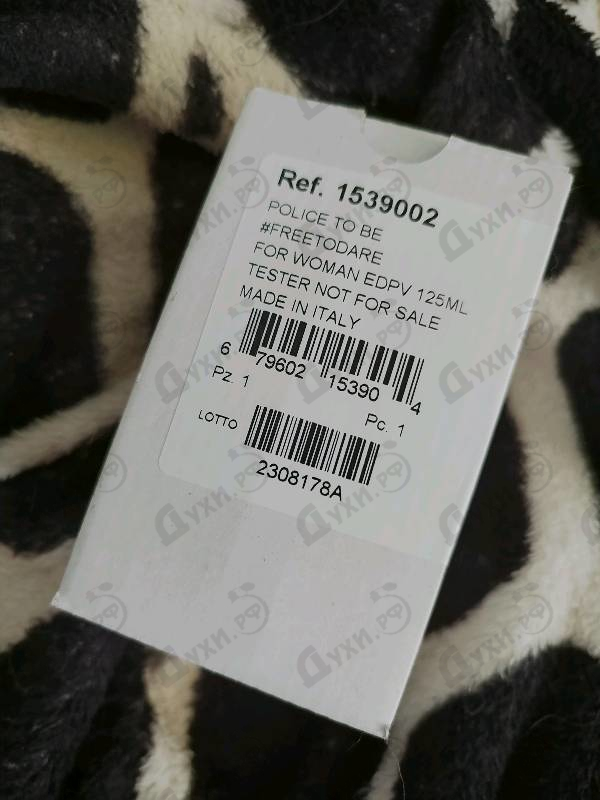 Ref. 1539002
POLICE TO BE
#FREETODARE
FOR WOMAN EDPV 125ML
TESTER NOT FOR SALE
MADE IN ITALY
6 79602 15390 4
Pz. 1 Pc. 1
LOTTO
2308178A
Духи.рф